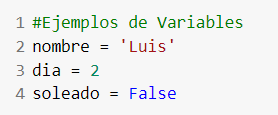 1 #Ejemplos de Variables
2 nombre = 'Luis'
3 dia = 2
4 soleado = False